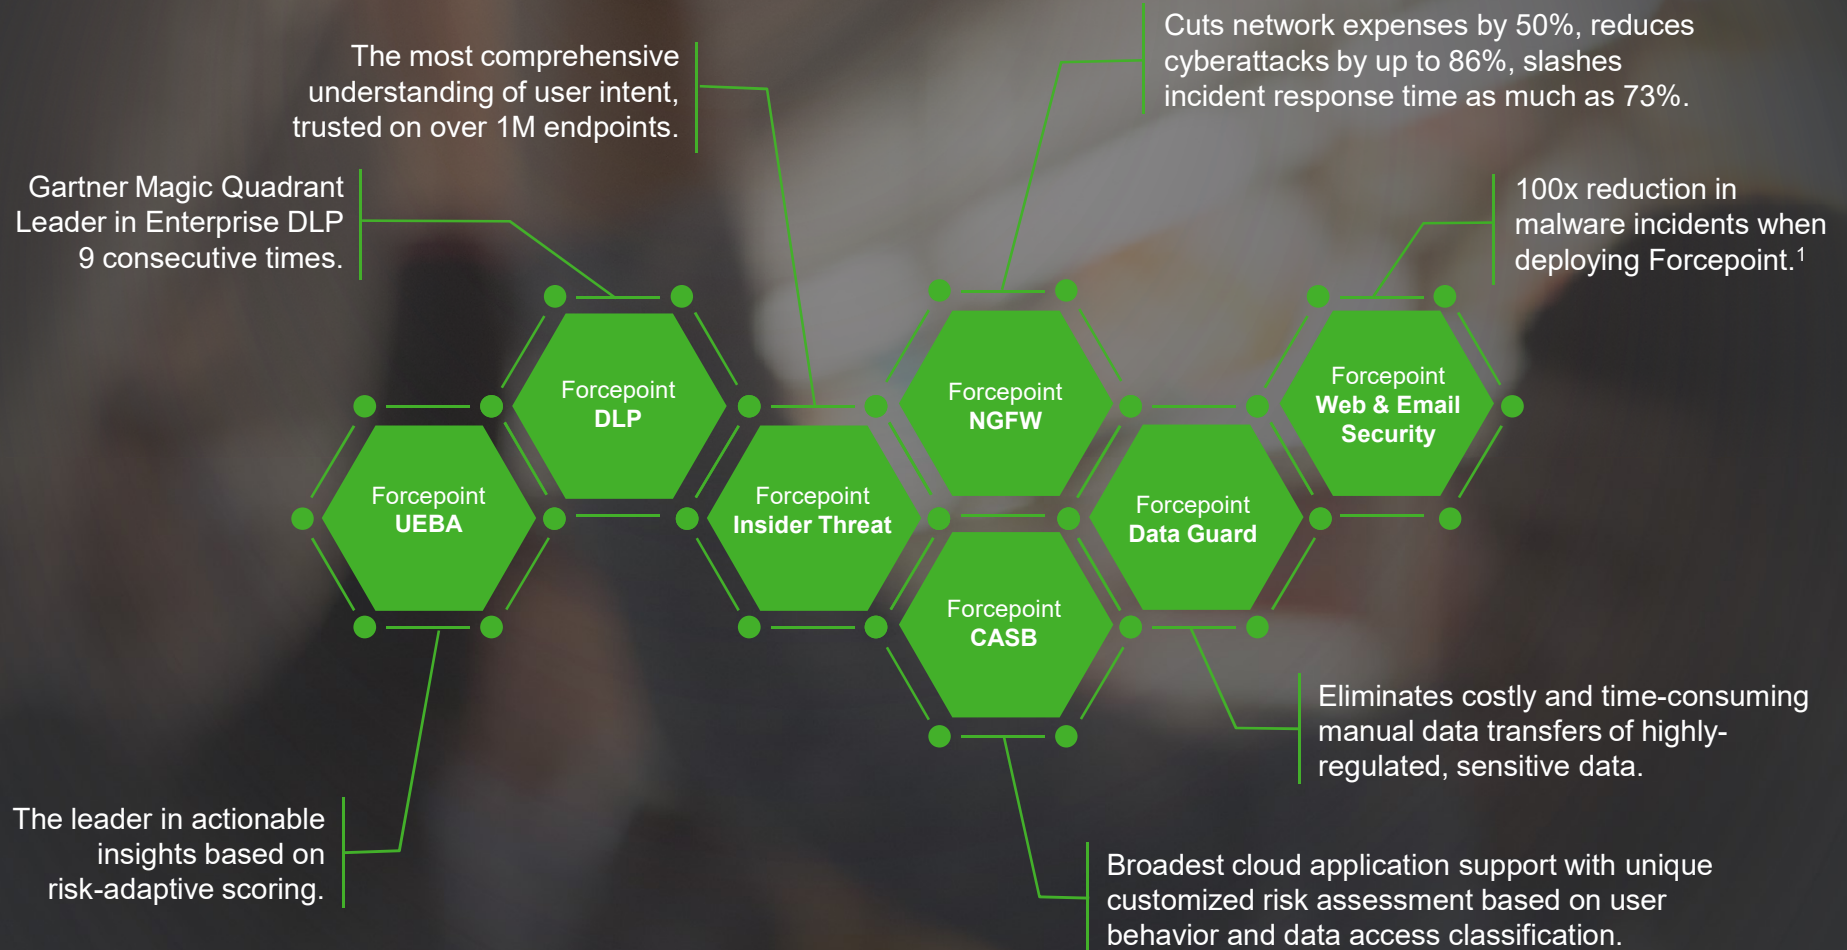 Cuts network expenses by 50%, reduces
cyberattacks by up to 86%, slashes
incident response time as much as 73%.
The most comprehensive
understanding of user intent,
trusted on over 1M endpoints.
Gartner Magic Quadrant
Leader in Enterprise DLP
9 consecutive times.
100x reduction in
malware incidents when
deploying Forcepoint.¹
Forcepoint
UEBA
Forcepoint
DLP
Forcepoint
Insider Threat
Forcepoint
NGFW
Forcepoint
CASB
Forcepoint
Data Guard
Forcepoint
Web & Email
Security
Eliminates costly and time-consuming
manual data transfers of highly-
regulated, sensitive data.
The leader in actionable
insights based on
risk-adaptive scoring.
Broadest cloud application support with unique
customized risk assessment based on user
behavior and data access classification.